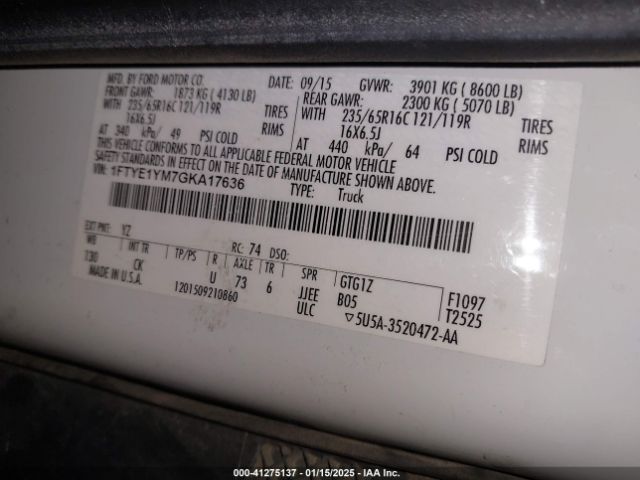 MFD. BY FORD MOTOR CO.
DATE: 09/15 GVWR: 3901 KG ( 8600 LB)
FRONT GAWR: 1873 KG ( 4130 LB)
REAR GAWR: 2300 KG ( 5070 LB)
WITH 235/65R16C 121/119R TIRES
WITH 235/65R16C 121/119R TIRES
16X6.5J RIMS
16X6.5J RIMS
AT 340 kPa/ 49 PSI COLD
AT 440 kPa/ 64 PSI COLD
THIS VEHICLE CONFORMS TO ALL APPLICABLE FEDERAL MOTOR VEHICLE
SAFETY STANDARDS IN EFFECT ON THE DATE OF MANUFACTURE SHOWN ABOVE.
VIN: 1FTYE1YM7GKA17636
TYPE: Truck
EXT PNT: YZ RC: 74 DSO:
WB INT TR TP/PS R AXLE TR SPR GTG1Z F1097
130 CK U 73 6 JJEE B05 T2525
MADE IN U.S.A. 1201509210860 ULC ▽5U5A-3520472-AA
000-41275137 - 01/15/2025 - IAA Inc.